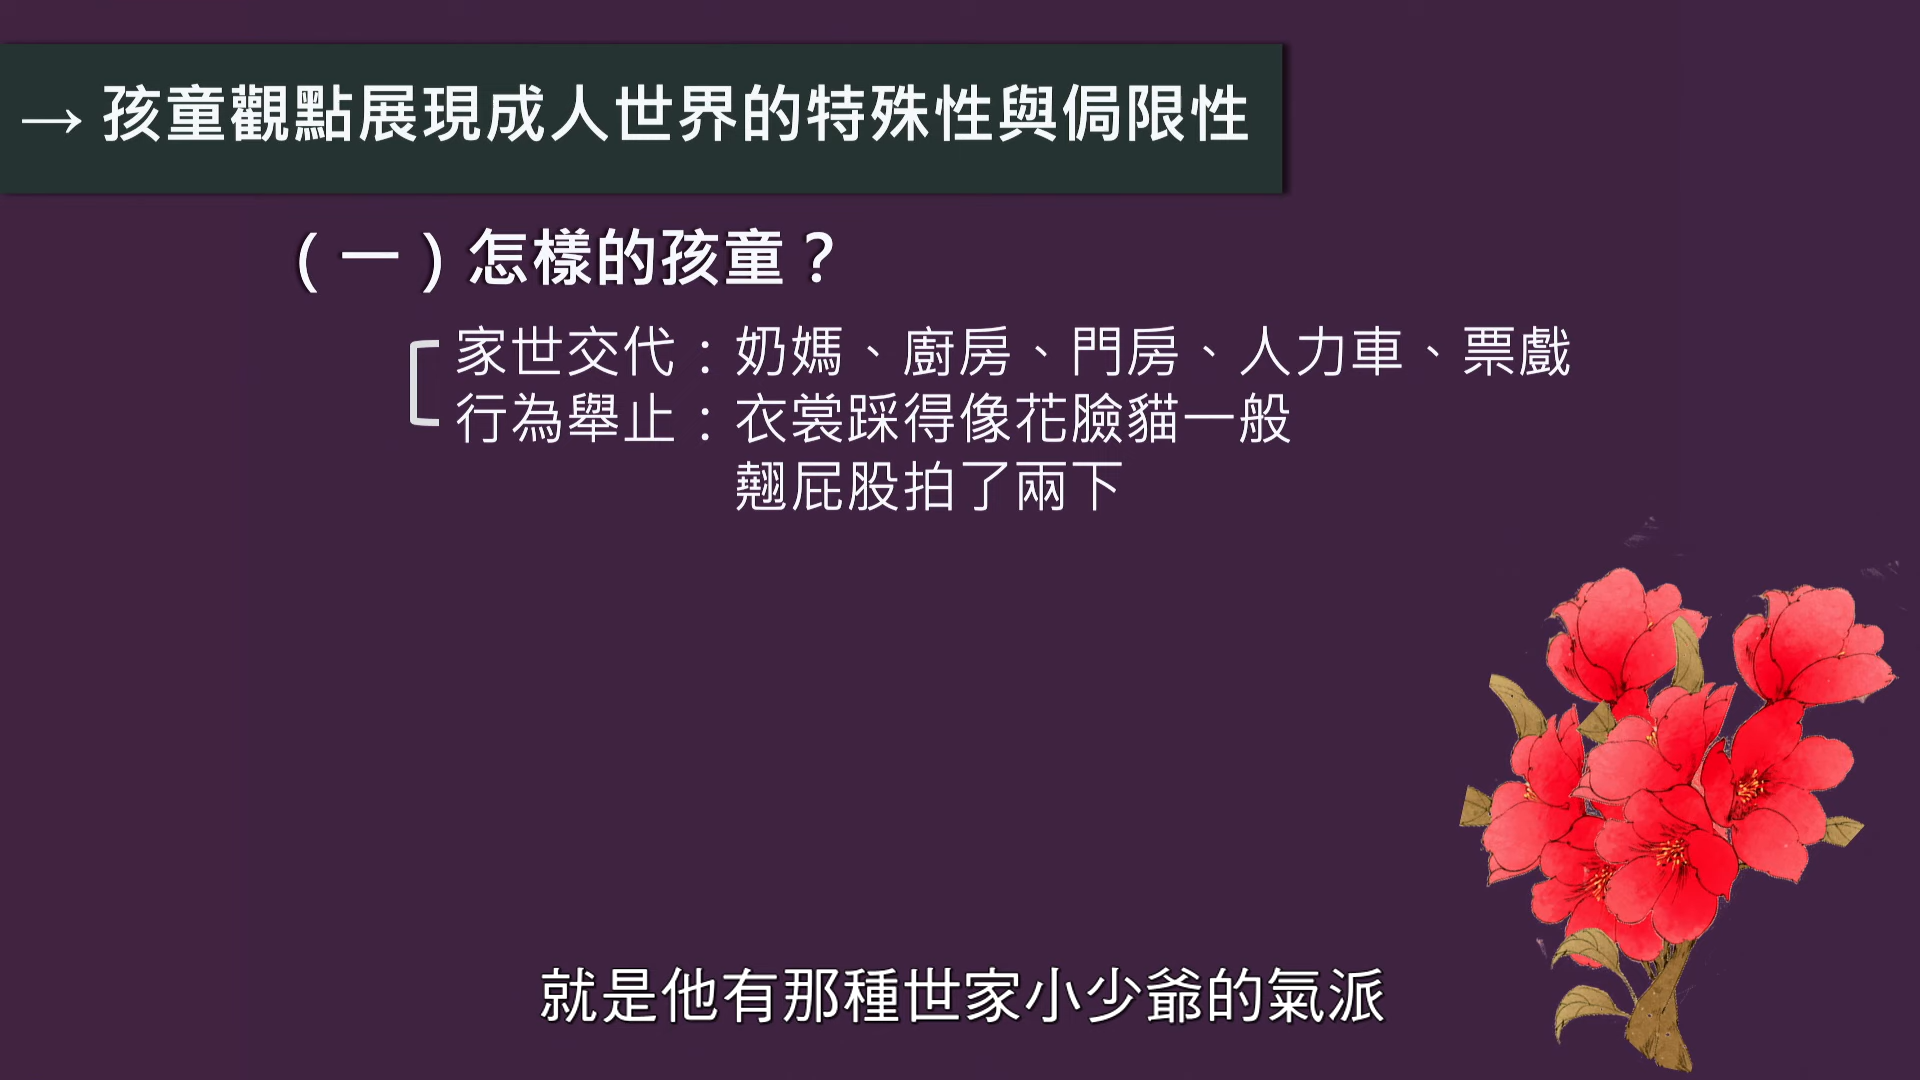 →孩童觀點展現成人世界的特殊性與侷限性
（一）怎樣的孩童？
家世交代：奶媽、廚房、門房、人力車、票戲
行為舉止：衣裳踩得像花臉貓一般
翹屁股拍了兩下
就是他有那種世家小少爺的氣派